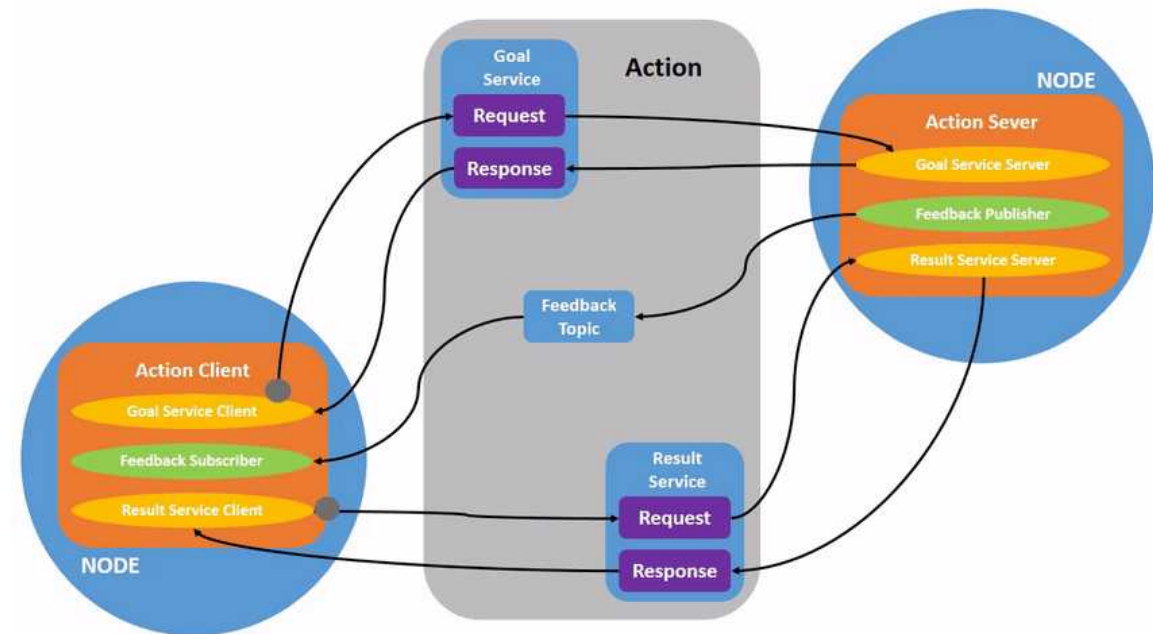 Goal
Service
Request
Response
Action
NODE
Action Sever
Goal Service Server
Feedback Publisher
Result Service Server
Feedback
Topic
Action Client
Goal Service Client
Feedback Subscriber
Result Service Client
NODE
Result
Service
Request
Response